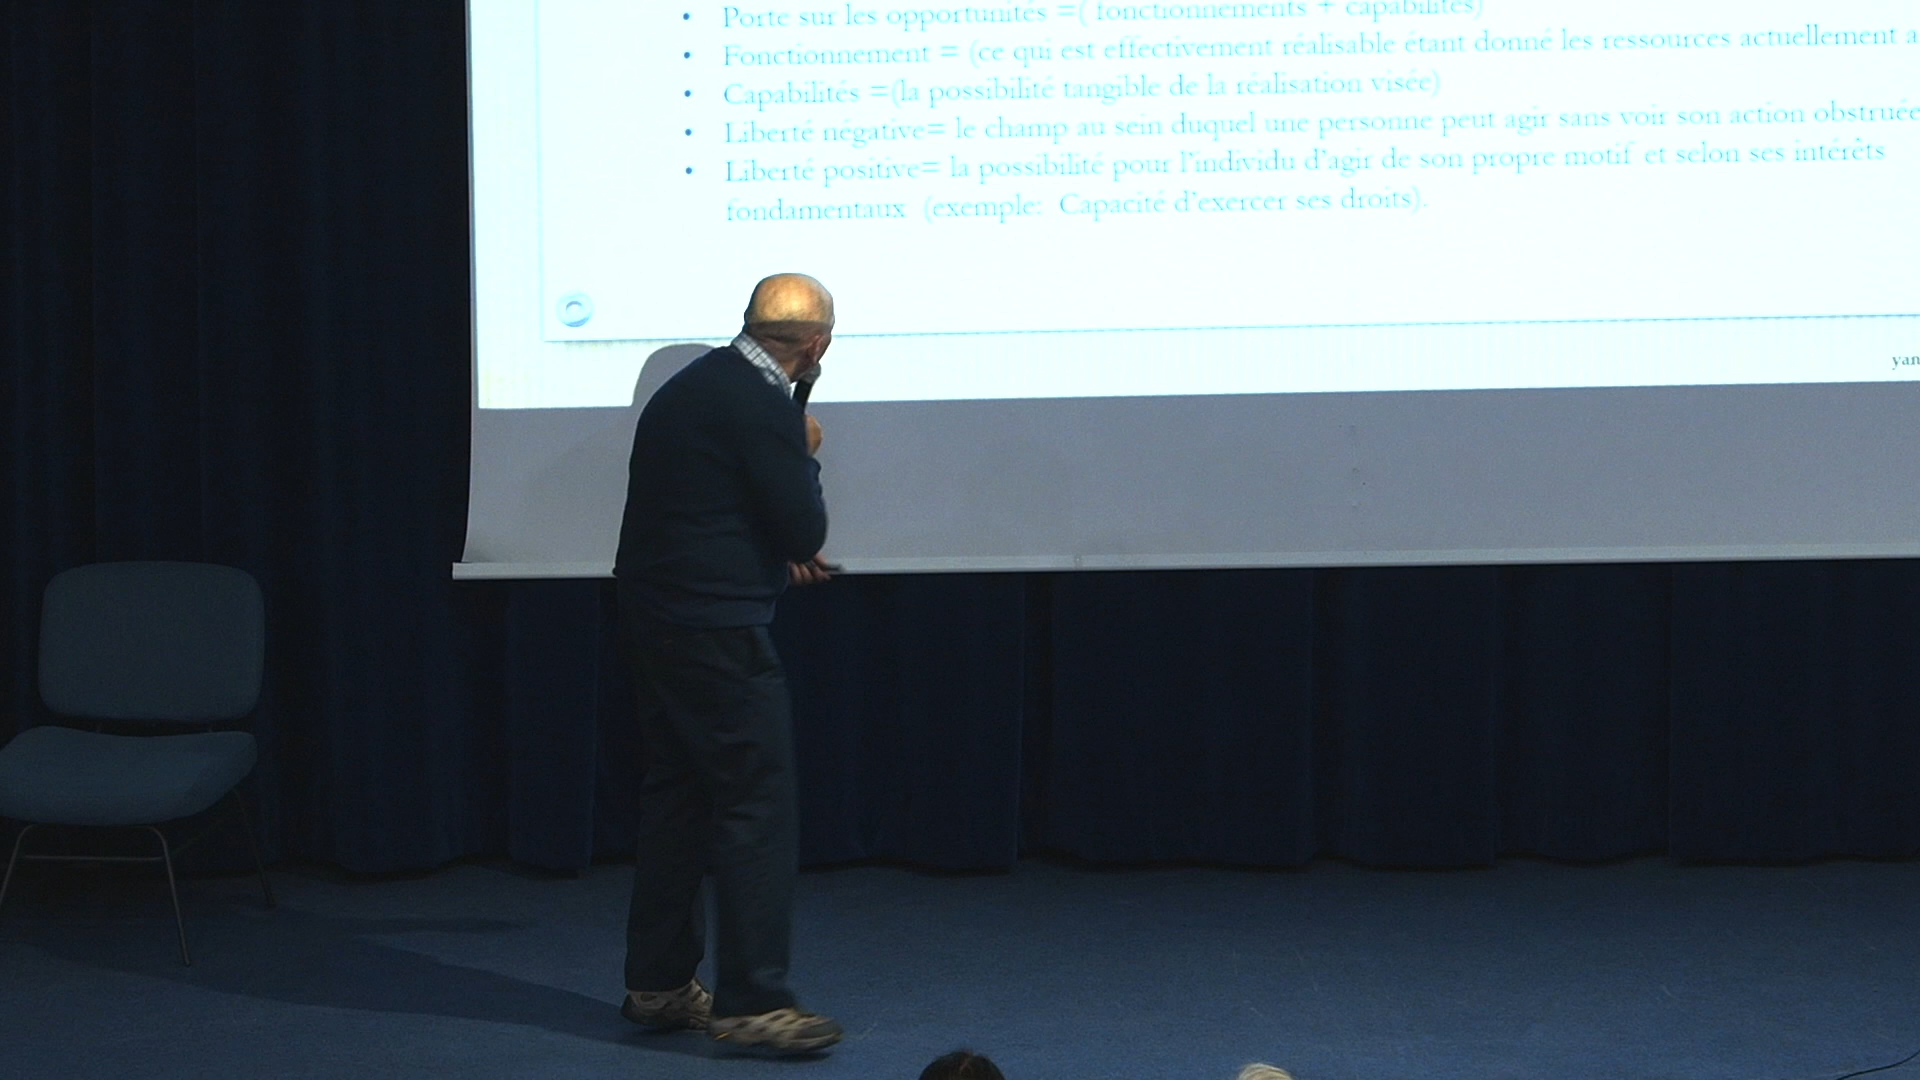 • Porte sur les opportunités =( fonctionnements + capabilités)
• Fonctionnement = (ce qui est effectivement réalisable étant donné les ressources actuellement a
• Capabilités =(la possibilité tangible de la réalisation visée)
• Liberté négative= le champ au sein duquel une personne peut agir sans voir son action obstruée
• Liberté positive= la possibilité pour l'individu d'agir de son propre motif et selon ses intérêts
fondamentaux (exemple: Capacité d'exercer ses droits).
yan